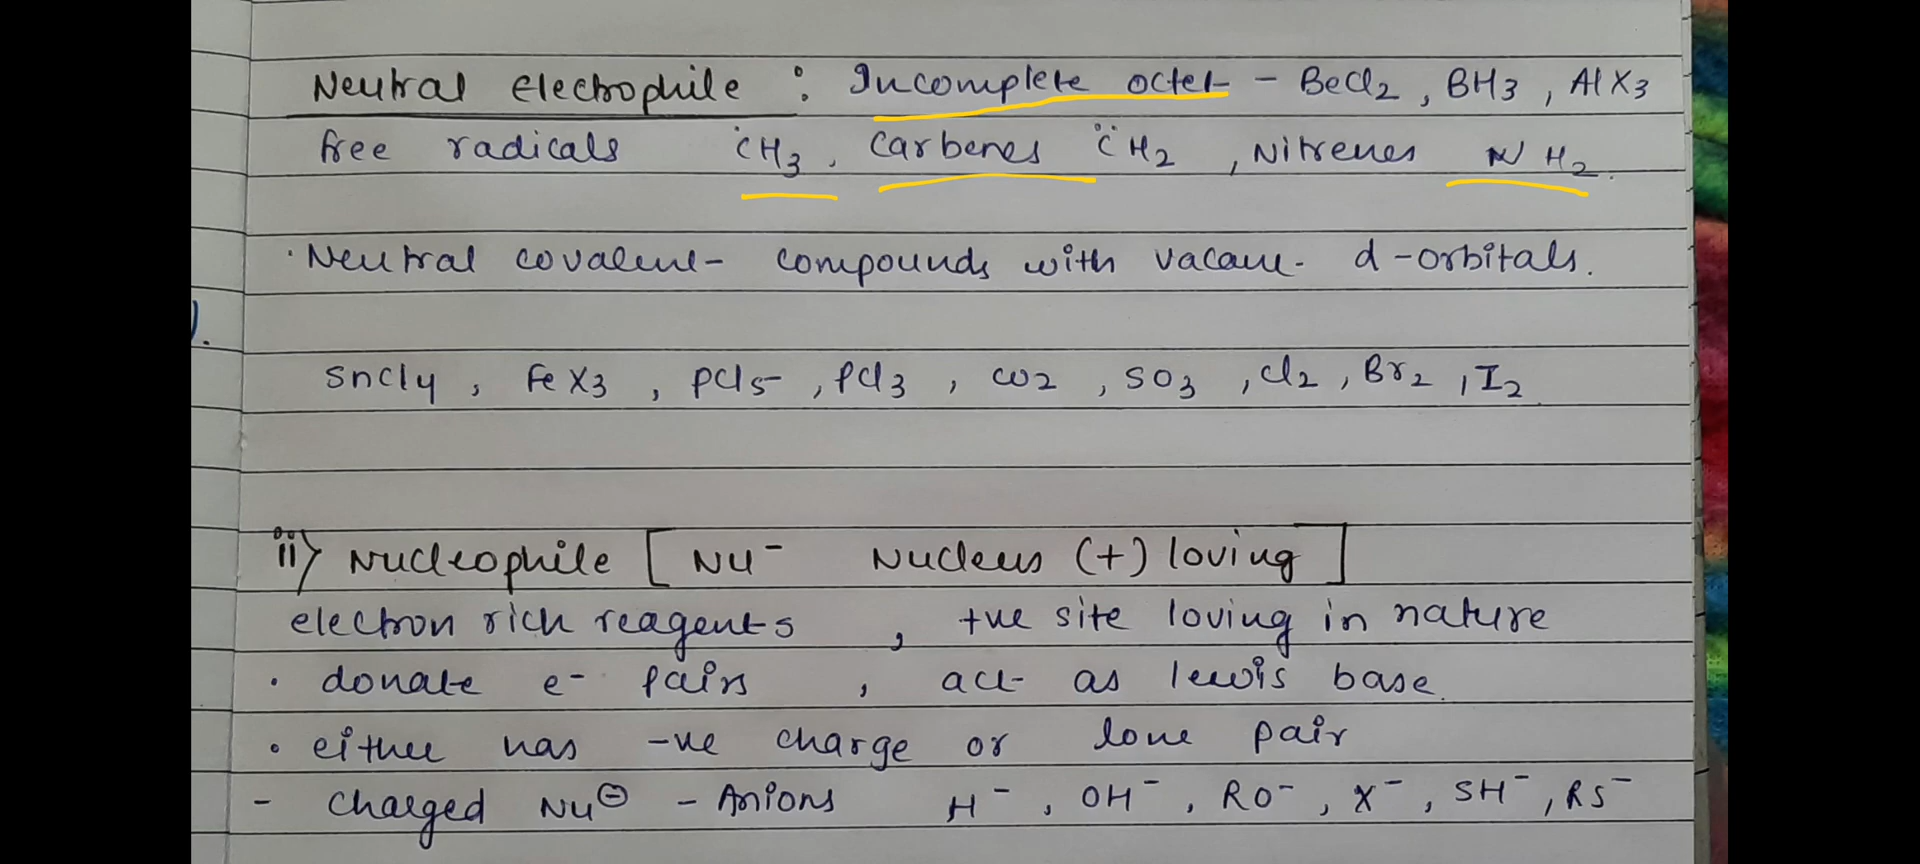 Neutral electrophile : Incomplete octet - BeCl2, BH3, AlX3
free radicals ĊH3, Carbenes C̈H2, Nitrenes NH2.
· Neutral covalent compounds with vacant d-orbitals.
SnCl4, FeX3, PCl5, PCl3, CO2, SO3, Cl2, Br2, I2
ii) Nucleophile [Nu⁻ Nucleus (+) loving]
electron rich reagents, +ve site loving in nature
· donate e⁻ pairs, act as lewis base.
· either has -ve charge or lone pair
- Charged Nu⊖ - Anions H⁻, OH⁻, RO⁻, X⁻, SH⁻, RS⁻